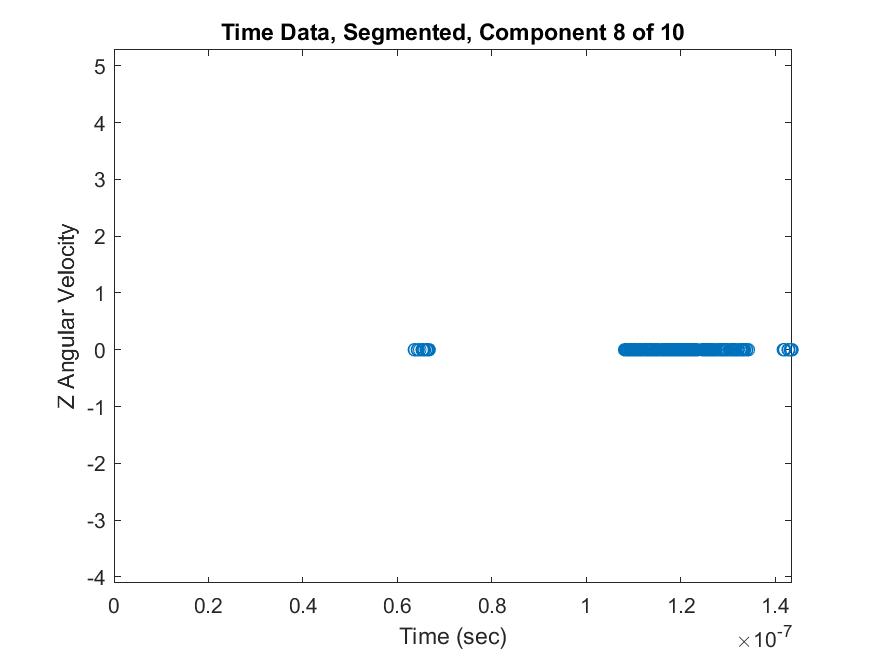 Time Data, Segmented, Component 8 of 10
Z Angular Velocity
5
4
3
2
1
0
-1
-2
-3
-4
0 0.2 0.4 0.6 0.8 1 1.2 1.4
Time (sec)
×10-7